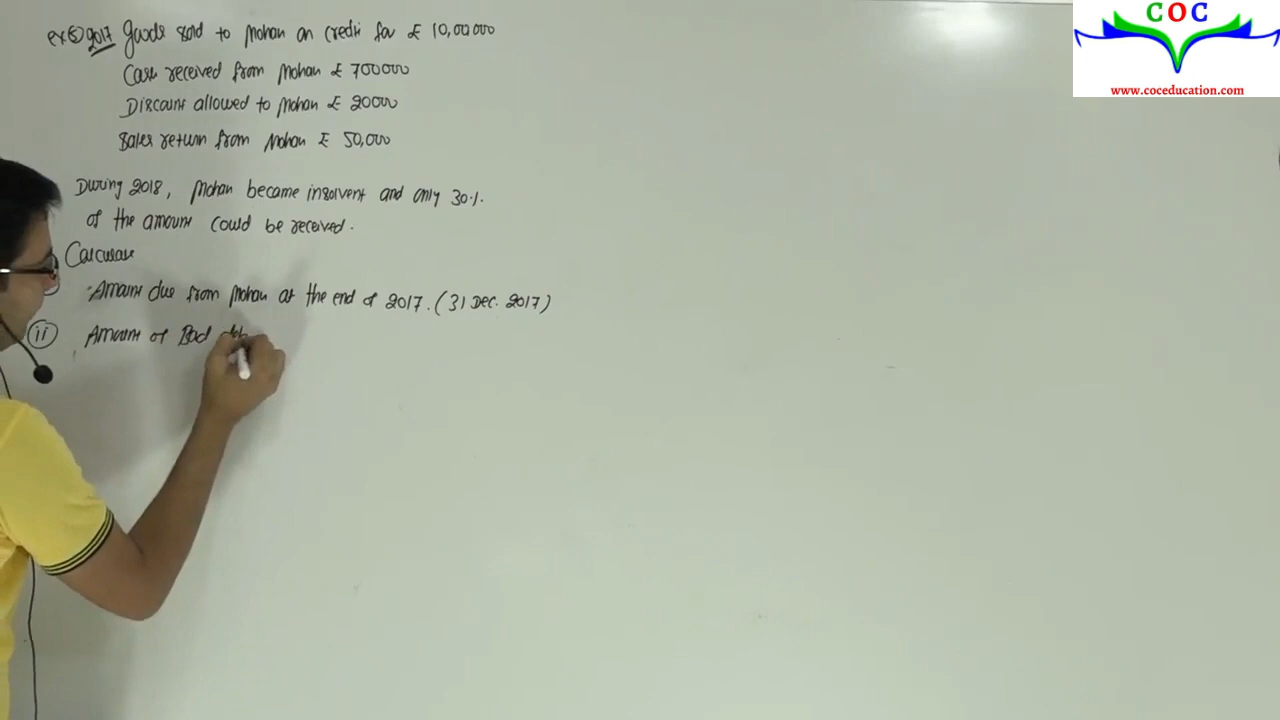 ex ⑤ 2017 Goods sold to Mohan on credit for £ 10,00000
Cash received from Mohan £ 700000
Discount allowed to Mohan £ 20000
Sales return from Mohan £ 50,000
During 2018, Mohan became insolvent and only 30%
of the amount could be received.
Calculate
Amount due from Mohan at the end of 2017. (31 Dec. 2017)
(ii) Amount of Bad
COC
www.coceducation.com